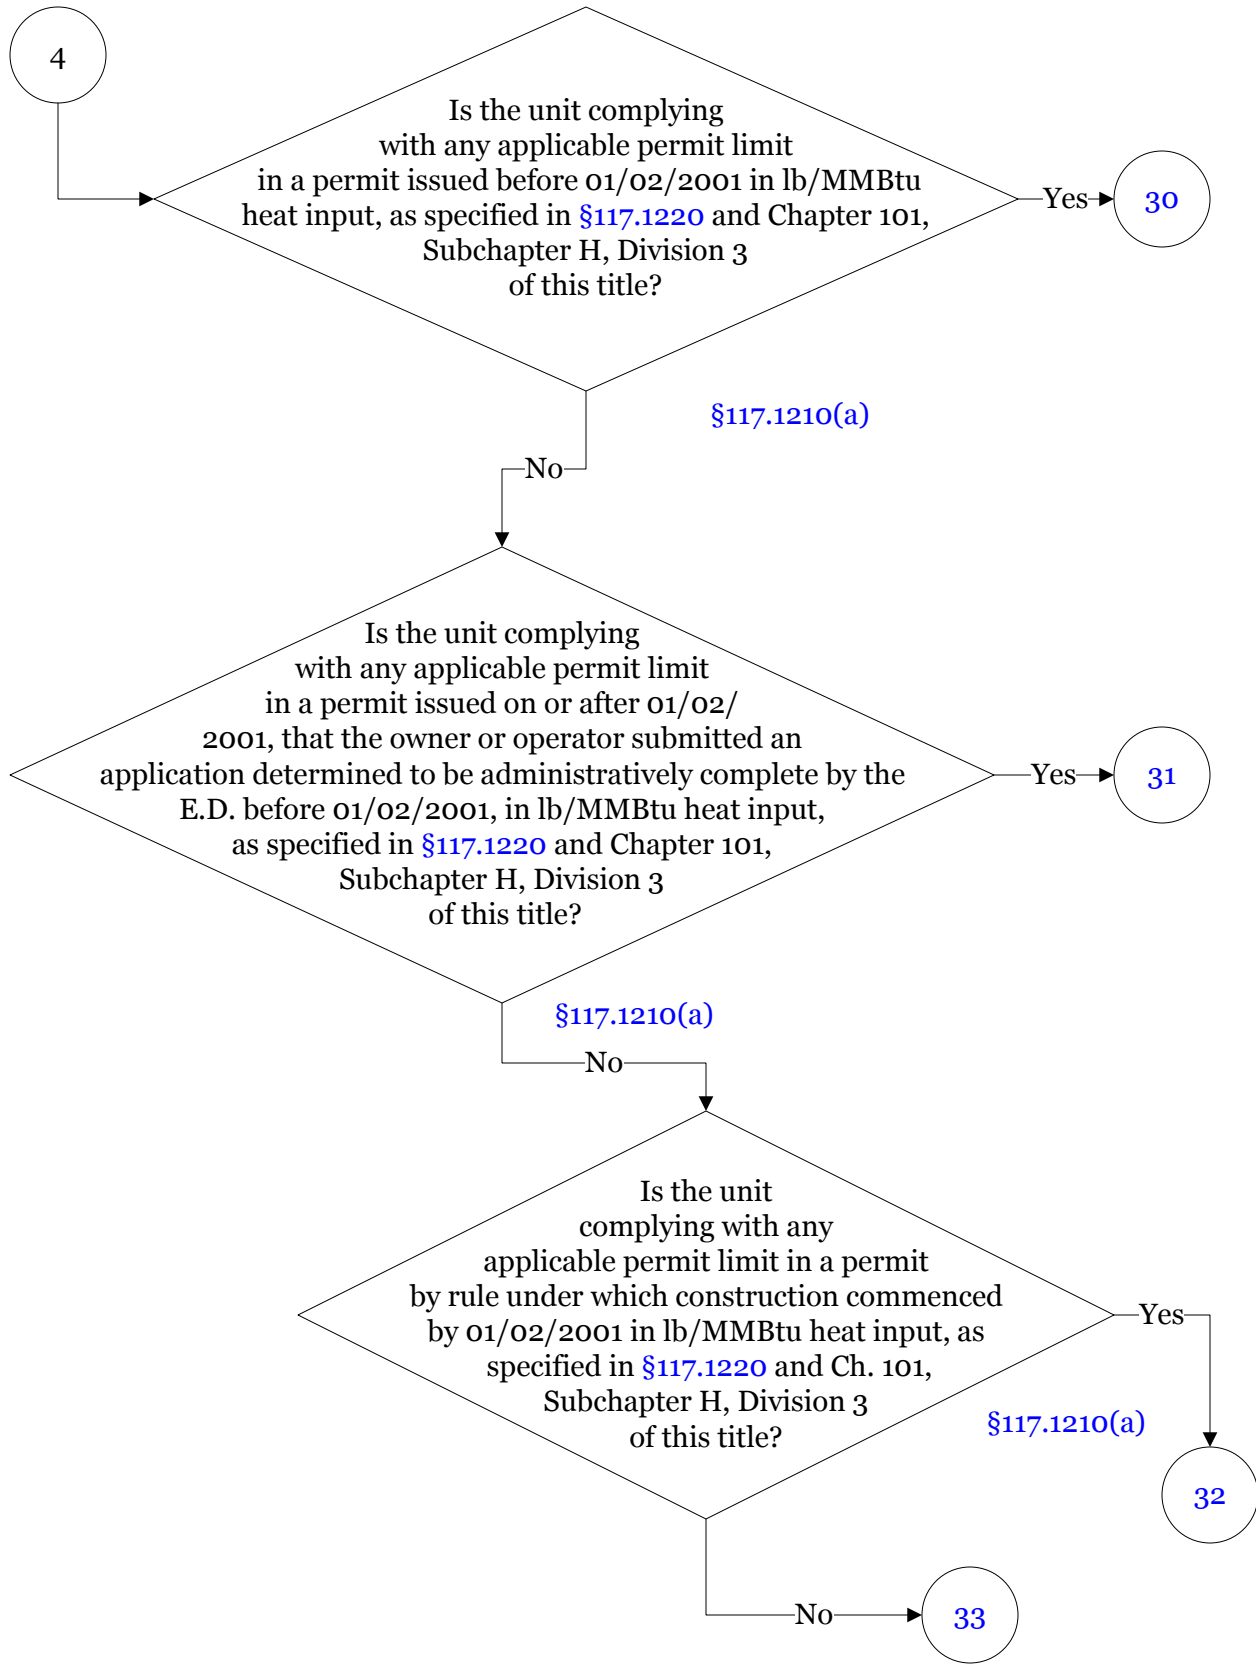 4
Is the unit complying
with any applicable permit limit
in a permit issued before 01/02/2001 in lb/MMBtu
heat input, as specified in §117.1220 and Chapter 101,
Subchapter H, Division 3
of this title?
Yes
30
§117.1210(a)
No
Is the unit complying
with any applicable permit limit
in a permit issued on or after 01/02/
2001, that the owner or operator submitted an
application determined to be administratively complete by the
E.D. before 01/02/2001, in lb/MMBtu heat input,
as specified in §117.1220 and Chapter 101,
Subchapter H, Division 3
of this title?
Yes
31
§117.1210(a)
No
Is the unit
complying with any
applicable permit limit in a permit
by rule under which construction commenced
by 01/02/2001 in lb/MMBtu heat input, as
specified in §117.1220 and Ch. 101,
Subchapter H, Division 3
of this title?
Yes
§117.1210(a)
32
No
33